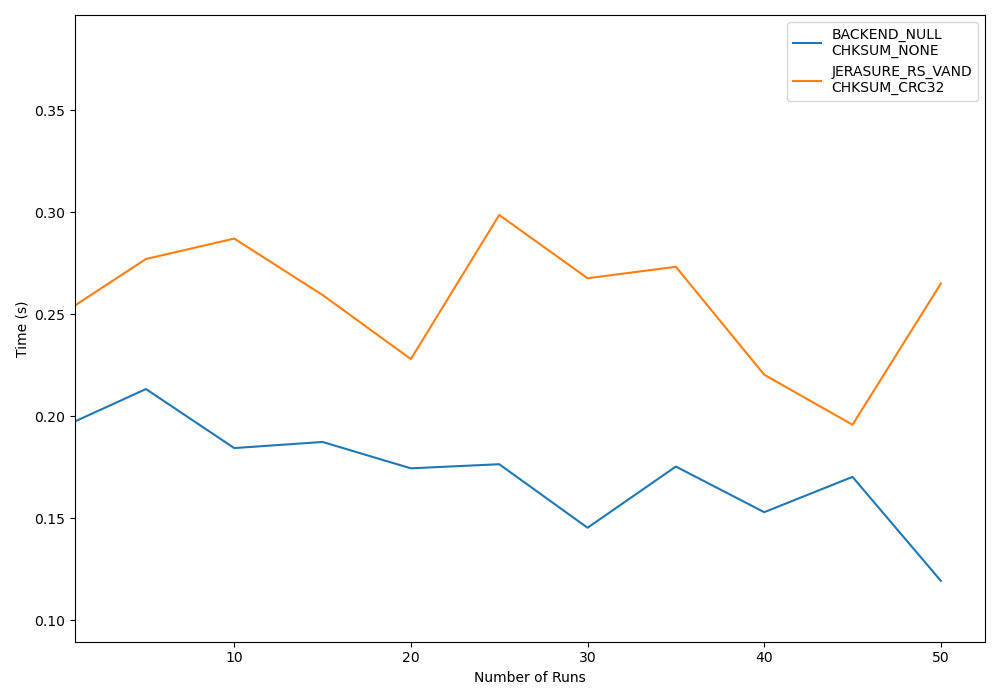 BACKEND_NULL
CHKSUM_NONE
JERASURE_RS_VAND
CHKSUM_CRC32
0.35
0.30
0.25
0.20
0.15
0.10
Time (s)
10 20 30 40 50
Number of Runs